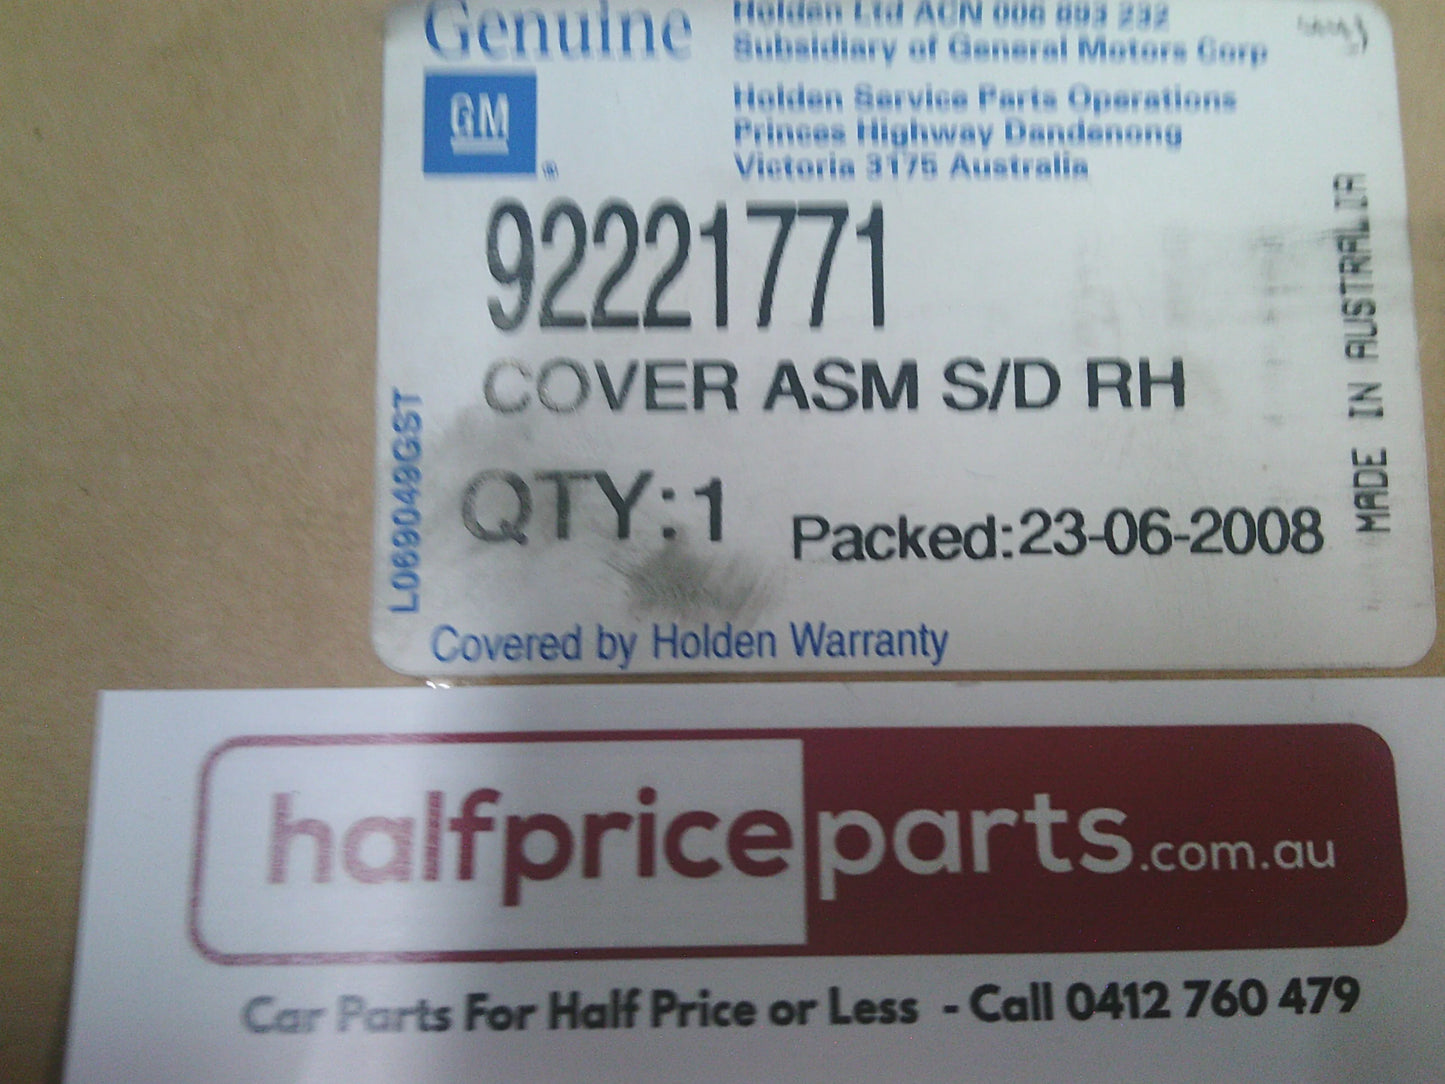 Genuine
GM
®
Holden Ltd ACN 006 893 232
Subsidiary of General Motors Corp
Holden Service Parts Operations
Princes Highway Dandenong
Victoria 3175 Australia
92221771
COVER ASM S/D RH
QTY:1 Packed:23-06-2008
MADE IN AUSTRALIA
L069049GST
Covered by Holden Warranty
halfpriceparts.com.au
Car Parts For Half Price or Less - Call 0412 760 479